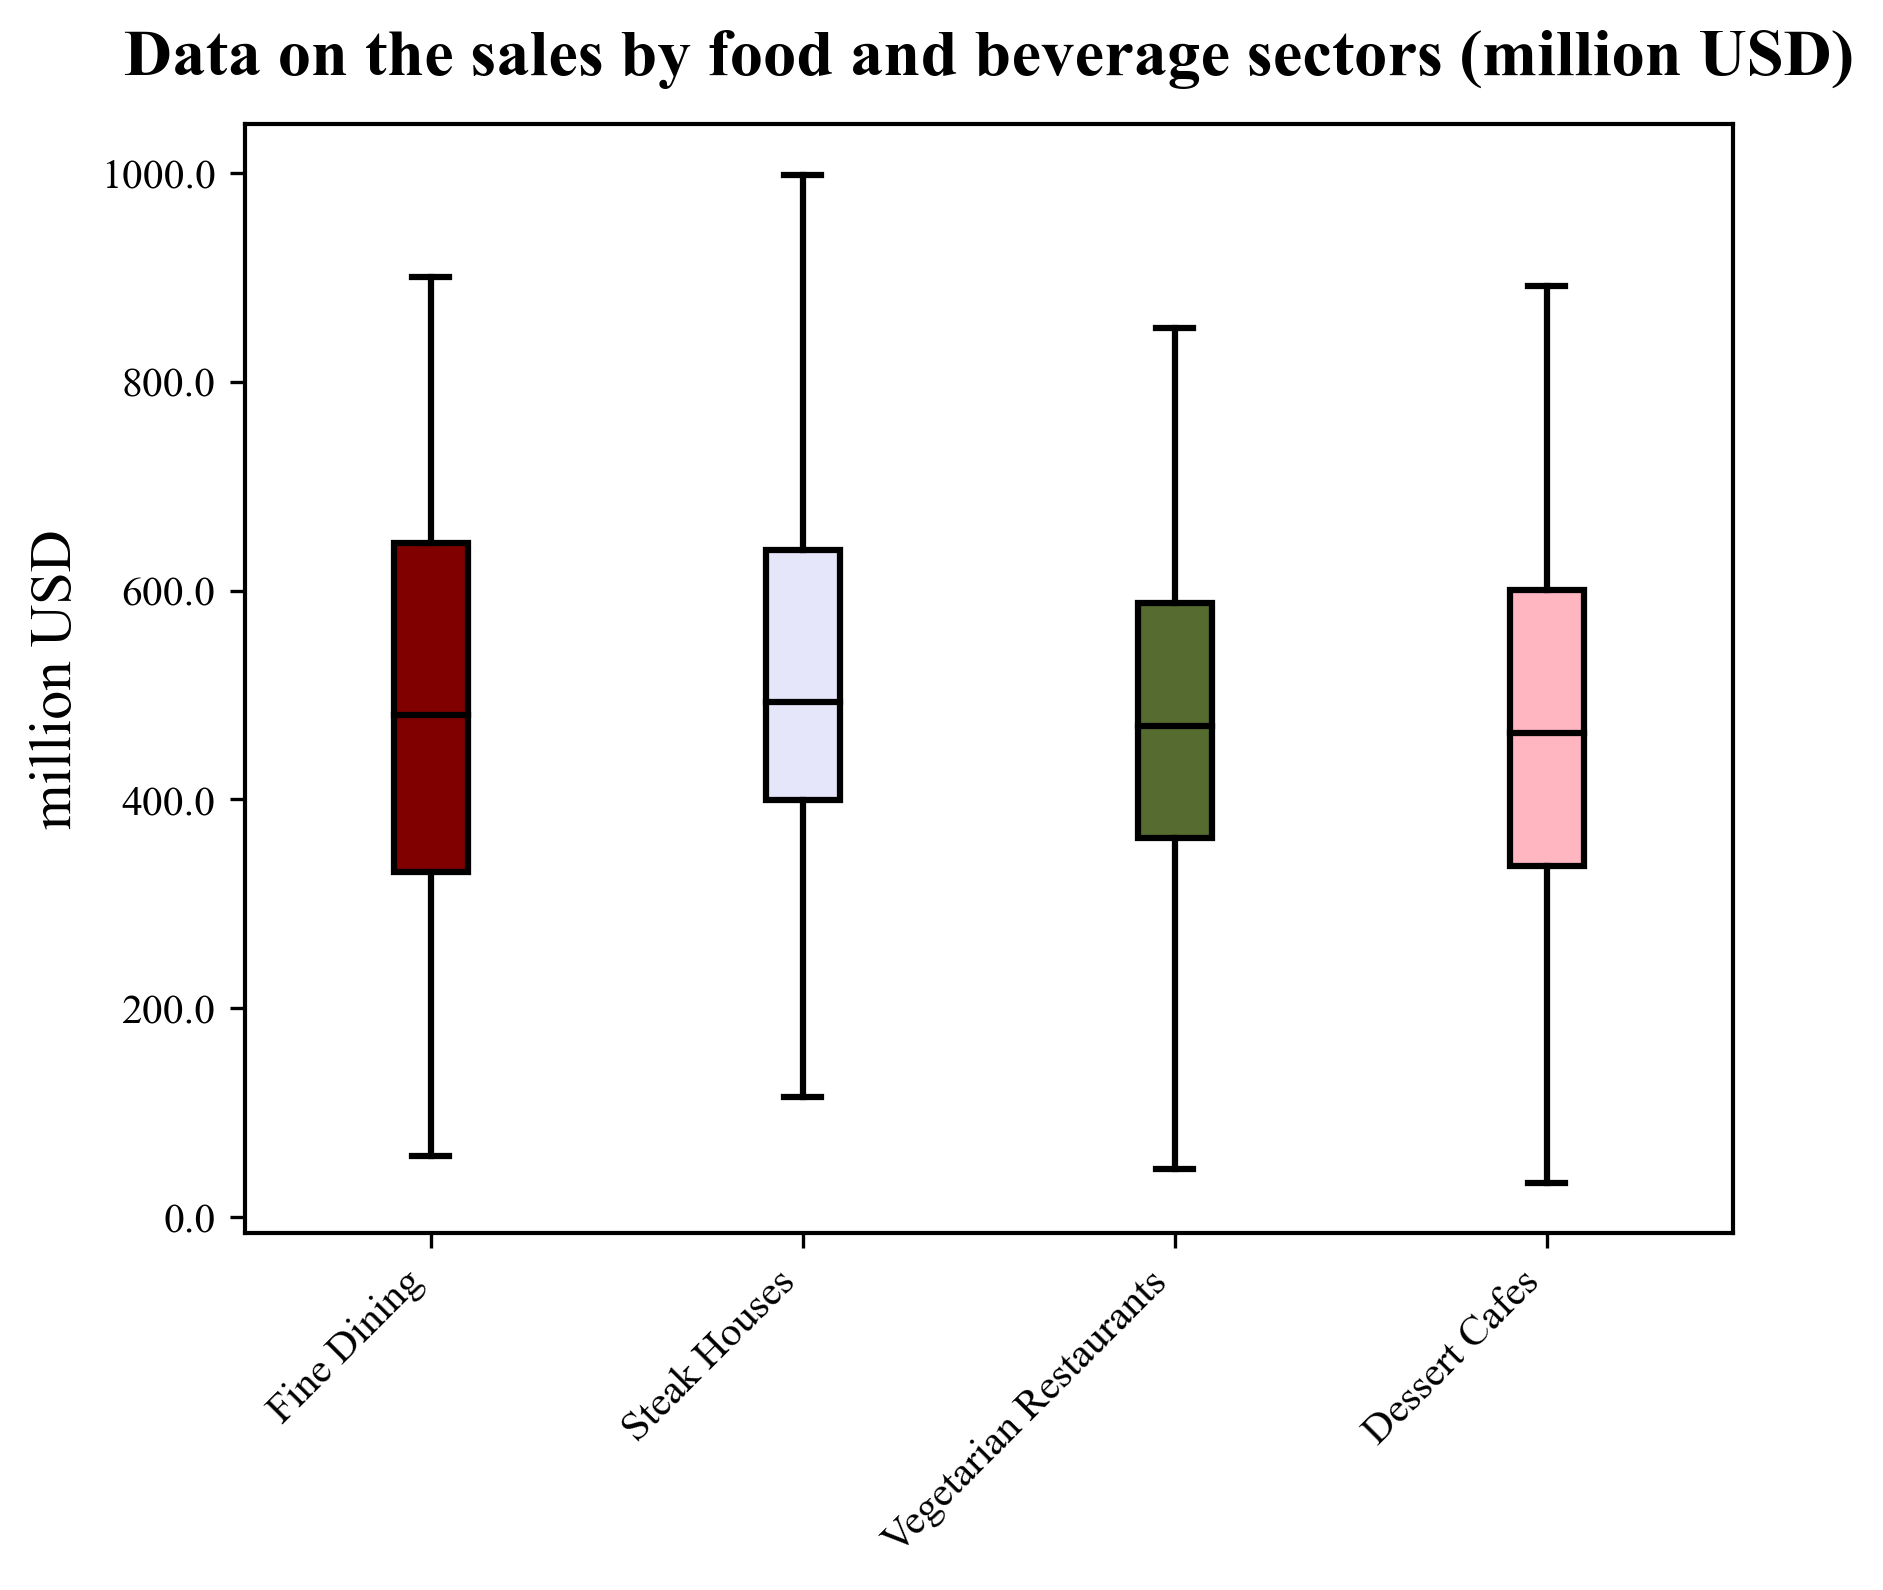 Data on the sales by food and beverage sectors (million USD)
million USD
1000.0
800.0
600.0
400.0
200.0
0.0
Fine Dining
Steak Houses
Vegetarian Restaurants
Dessert Cafes